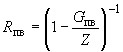 R_пв = (1 − G_пв / Z)^−1